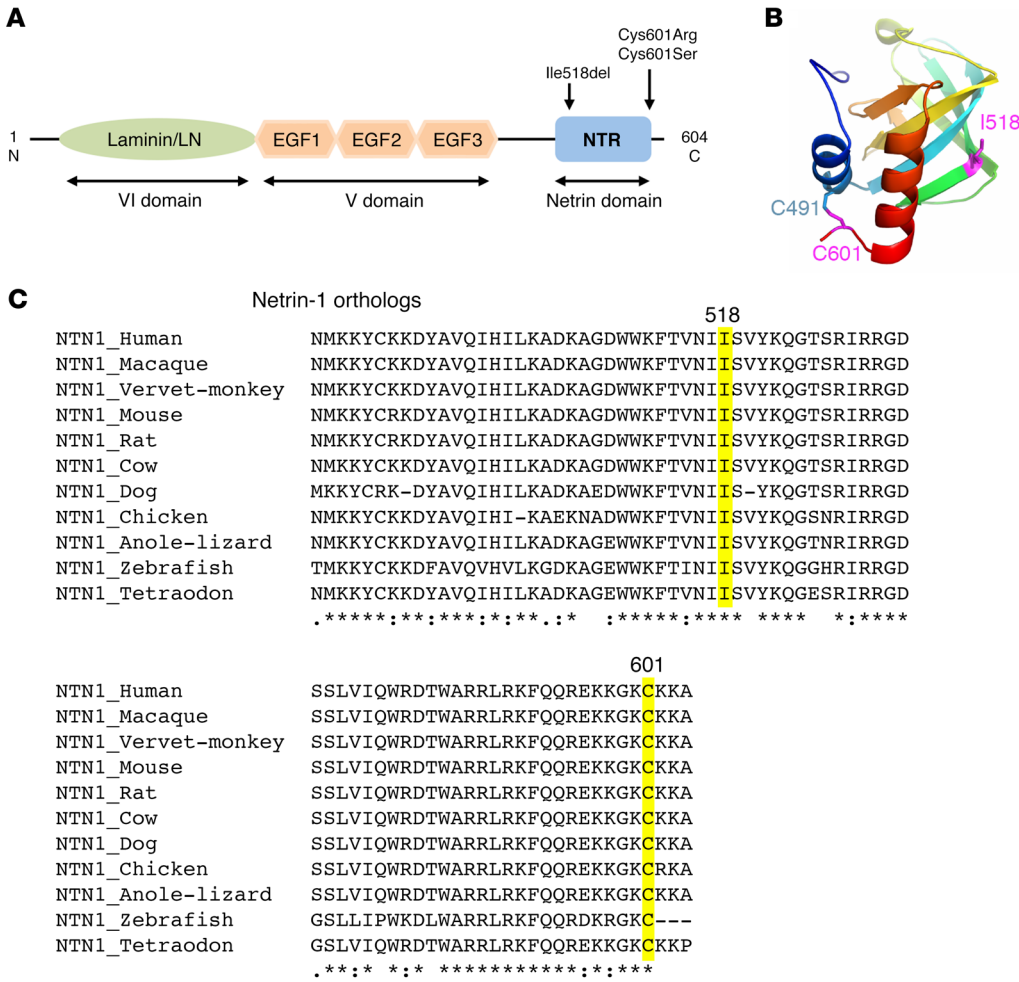 A
Cys601Arg
Cys601Ser
Ile518del
1
N
Laminin/LN
EGF1
EGF2
EGF3
NTR
604
C
VI domain
V domain
Netrin domain
B
I518
C491
C601
C
Netrin-1 orthologs
518
NTN1_Human NMKKYCKKDYAVQIHILKADKAGDWWKFTVNIISVYKQGTSRIRRGD
NTN1_Macaque NMKKYCKKDYAVQIHILKADKAGDWWKFTVNIISVYKQGTSRIRRGD
NTN1_Vervet-monkey NMKKYCKKDYAVQIHILKADKAGDWWKFTVNIISVYKQGTSRIRRGD
NTN1_Mouse NMKKYCRKDYAVQIHILKADKAGDWWKFTVNIISVYKQGTSRIRRGD
NTN1_Rat NMKKYCRKDYAVQIHILKADKAGDWWKFTVNIISVYKQGTSRIRRGD
NTN1_Cow NMKKYCKKDYAVQIHILKADKAGDWWKFTVNIISVYKQGTSRIRRGD
NTN1_Dog MKKYCRK-DYAVQIHILKADKAEDWWKFTVNIIS-YKQGTSRIRRGD
NTN1_Chicken NMKKYCKKDYAVQIHI-KAEKNADWWKFTVNIISVYKQGSNRIRRGD
NTN1_Anole-lizard NMKKYCKKDYAVQIHILKADKAGEWWKFTVNIISVYKQGTNRIRRGD
NTN1_Zebrafish TMKKYCKKDFAVQVHVLKGDKAGEWWKFTINIISVYKQGGHRIRRGD
NTN1_Tetraodon NMKKYCKKDYAVQIHILKADKAGEWWKFTVNIISVYKQGESRIRRGD
.*****:**:***:*:**.:*  :*****:**** ****  *:****
601
NTN1_Human SSLVIQWRDTWARRLRKFQQREKKGKCKKA
NTN1_Macaque SSLVIQWRDTWARRLRKFQQREKKGKCKKA
NTN1_Vervet-monkey SSLVIQWRDTWARRLRKFQQREKKGKCKKA
NTN1_Mouse SSLVIQWRDTWARRLRKFQQREKKGKCKKA
NTN1_Rat SSLVIQWRDTWARRLRKFQQREKKGKCKKA
NTN1_Cow SSLVIQWRDTWARRLRKFQQREKKGKCKKA
NTN1_Dog SSLVIQWRDTWARRLRKFQQREKKGKCKKA
NTN1_Chicken SSLVIQWRDTWARRLRKFQQREKKGKCRKA
NTN1_Anole-lizard SSLVIQWRDTWARRLRKFQQREKKGKCKKA
NTN1_Zebrafish GSLLIPWKDLWARRLRKFQQRDKRGKC---
NTN1_Tetraodon GSLVIQWRDTWARRLRKFQQREKKGKCKKP
.**:* *:* ***********:*:***